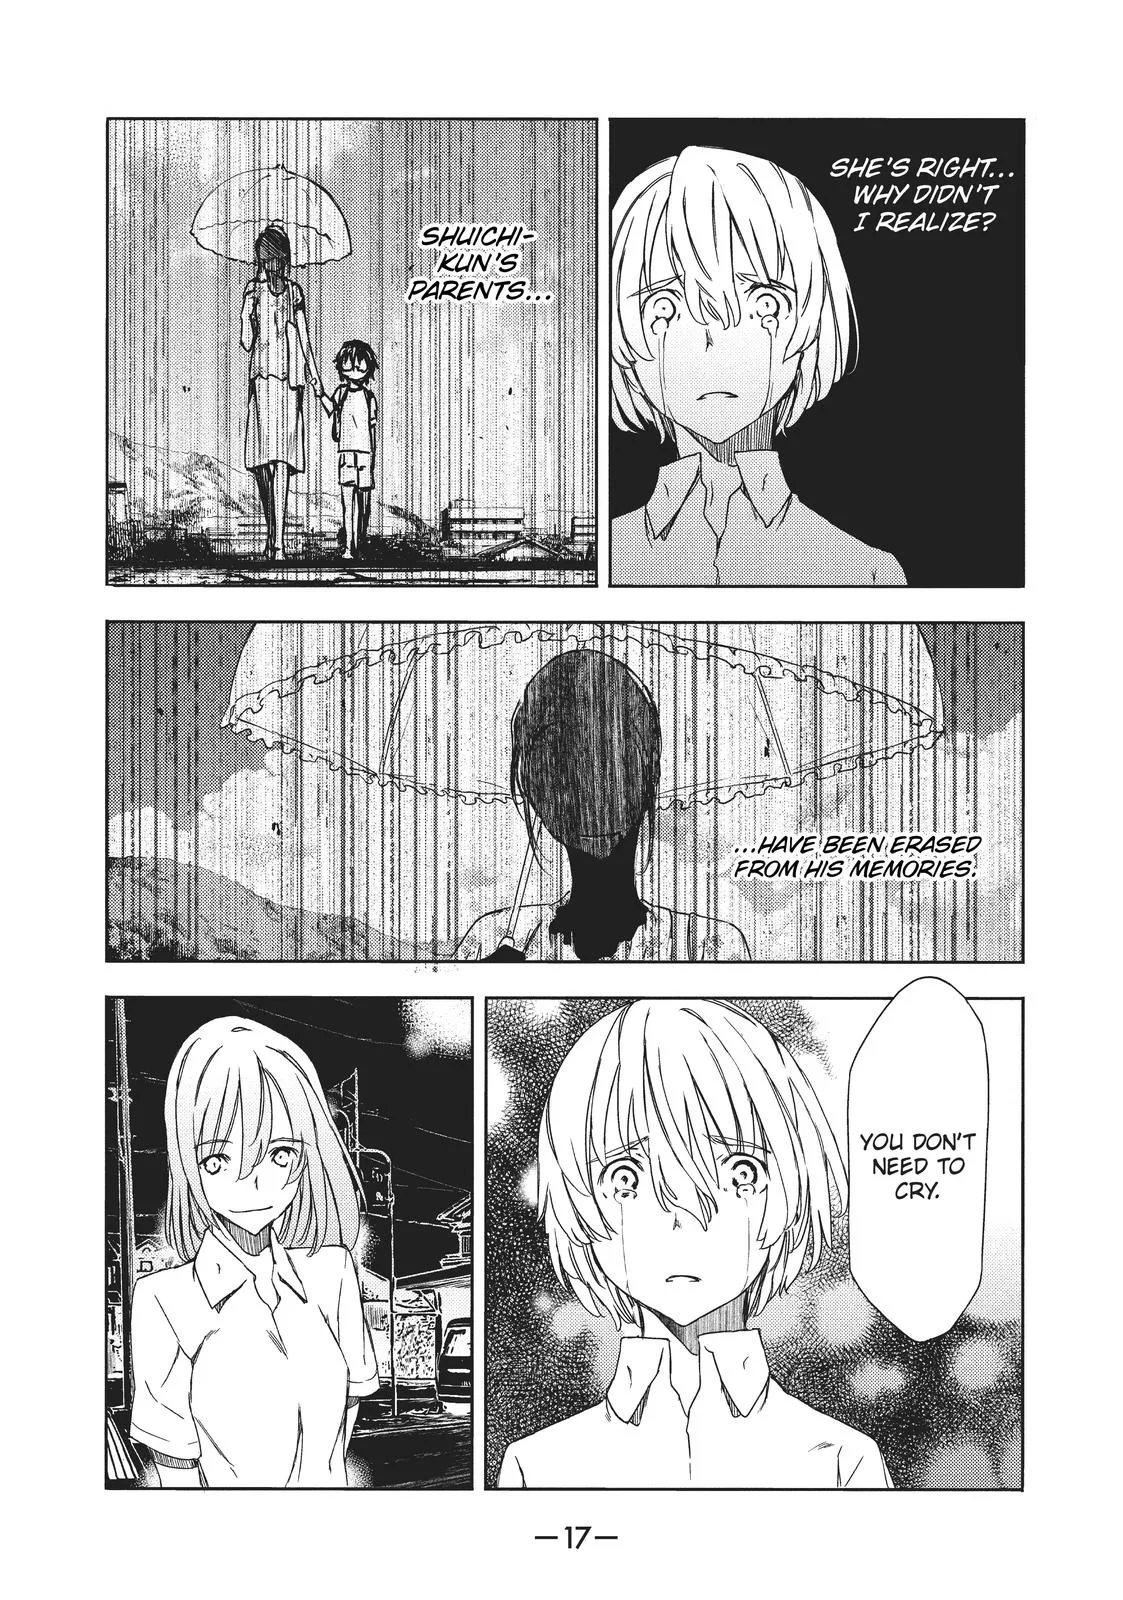 SHE'S RIGHT...
WHY DIDN'T
I REALIZE?
SHUICHI-
KUN'S
PARENTS...
...HAVE BEEN ERASED
FROM HIS MEMORIES.
YOU DON'T
NEED TO
CRY.
—17—